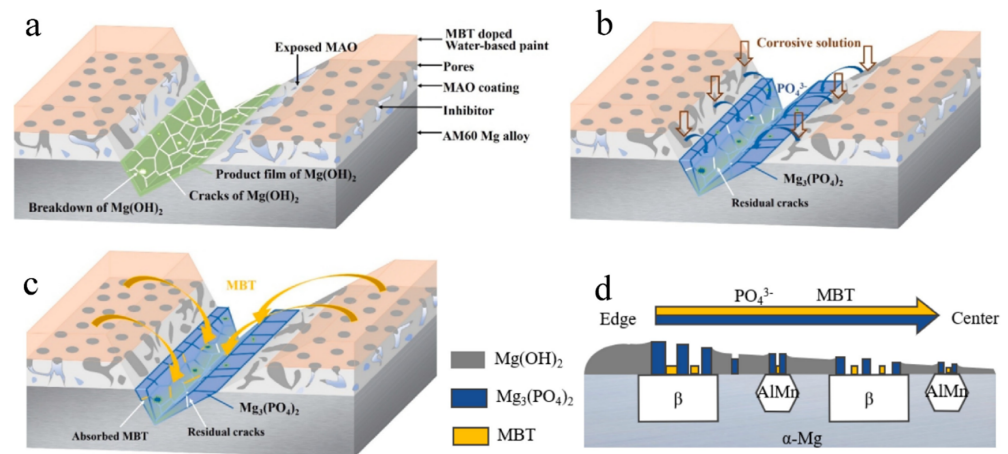 a
Exposed MAO
MBT doped
Water-based paint
Pores
MAO coating
Inhibitor
AM60 Mg alloy
Product film of Mg(OH)₂
Cracks of Mg(OH)₂
Breakdown of Mg(OH)₂
b
Corrosive solution
PO₄³⁻
Mg₃(PO₄)₂
Residual cracks
c
MBT
Mg₃(PO₄)₂
Absorbed MBT
Residual cracks
Mg(OH)₂
Mg₃(PO₄)₂
MBT
d
PO₄³⁻ MBT
Edge
Center
β
AlMn
β
AlMn
α-Mg